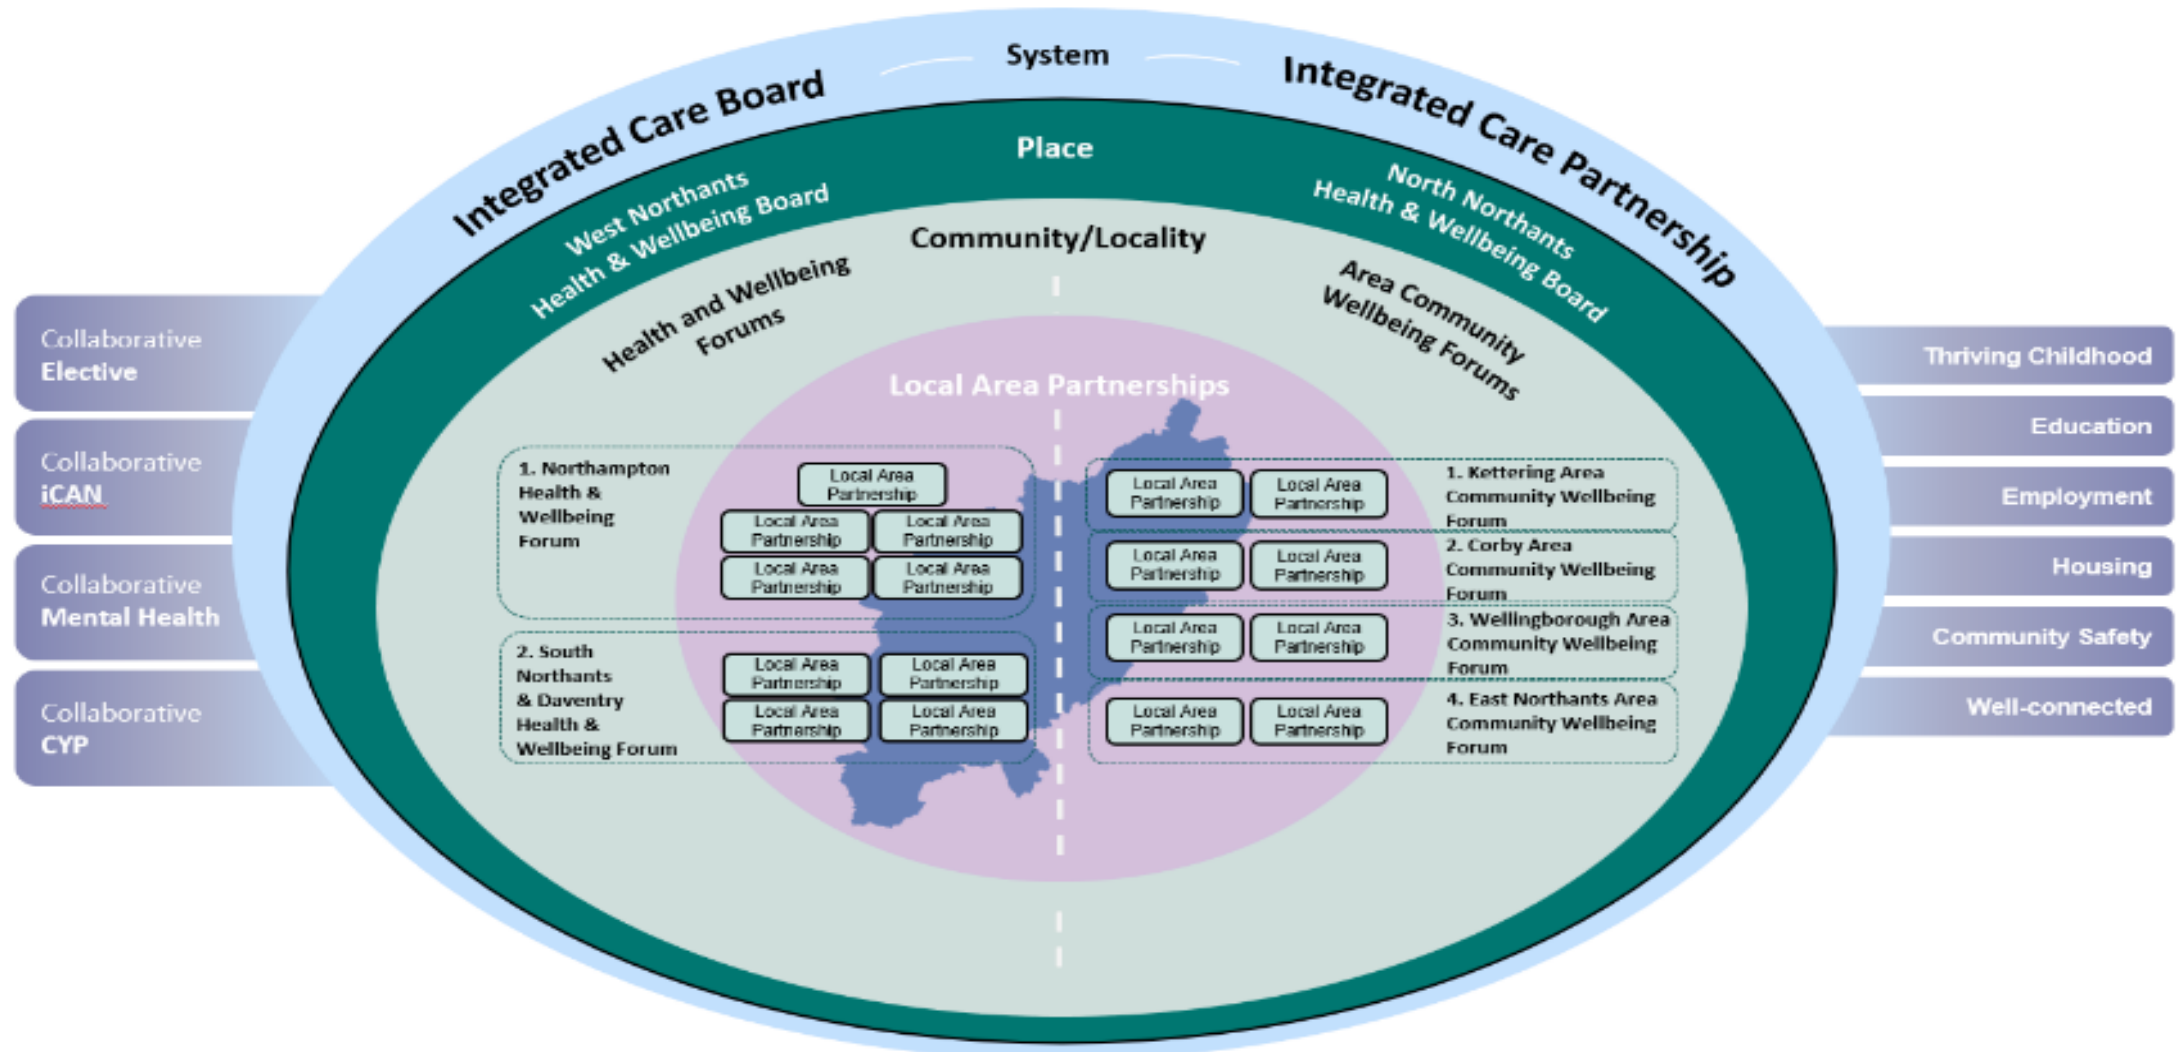 System
Integrated Care Board
Integrated Care Partnership
Place
West Northants
Health & Wellbeing Board
North Northants
Health & Wellbeing Board
Community/Locality
Health and Wellbeing
Forums
Area Community
Wellbeing Forums
Local Area Partnerships
Collaborative
Elective
Collaborative
iCAN
Collaborative
Mental Health
Collaborative
CYP
1. Northampton
Health &
Wellbeing
Forum
Local Area
Partnership
Local Area
Partnership
Local Area
Partnership
Local Area
Partnership
Local Area
Partnership
2. South
Northants
& Daventry
Health &
Wellbeing Forum
Local Area
Partnership
Local Area
Partnership
Local Area
Partnership
Local Area
Partnership
Local Area
Partnership
Local Area
Partnership
1. Kettering Area
Community Wellbeing
Forum
Local Area
Partnership
Local Area
Partnership
2. Corby Area
Community Wellbeing
Forum
Local Area
Partnership
Local Area
Partnership
3. Wellingborough Area
Community Wellbeing
Forum
Local Area
Partnership
Local Area
Partnership
4. East Northants Area
Community Wellbeing
Forum
Thriving Childhood
Education
Employment
Housing
Community Safety
Well-connected